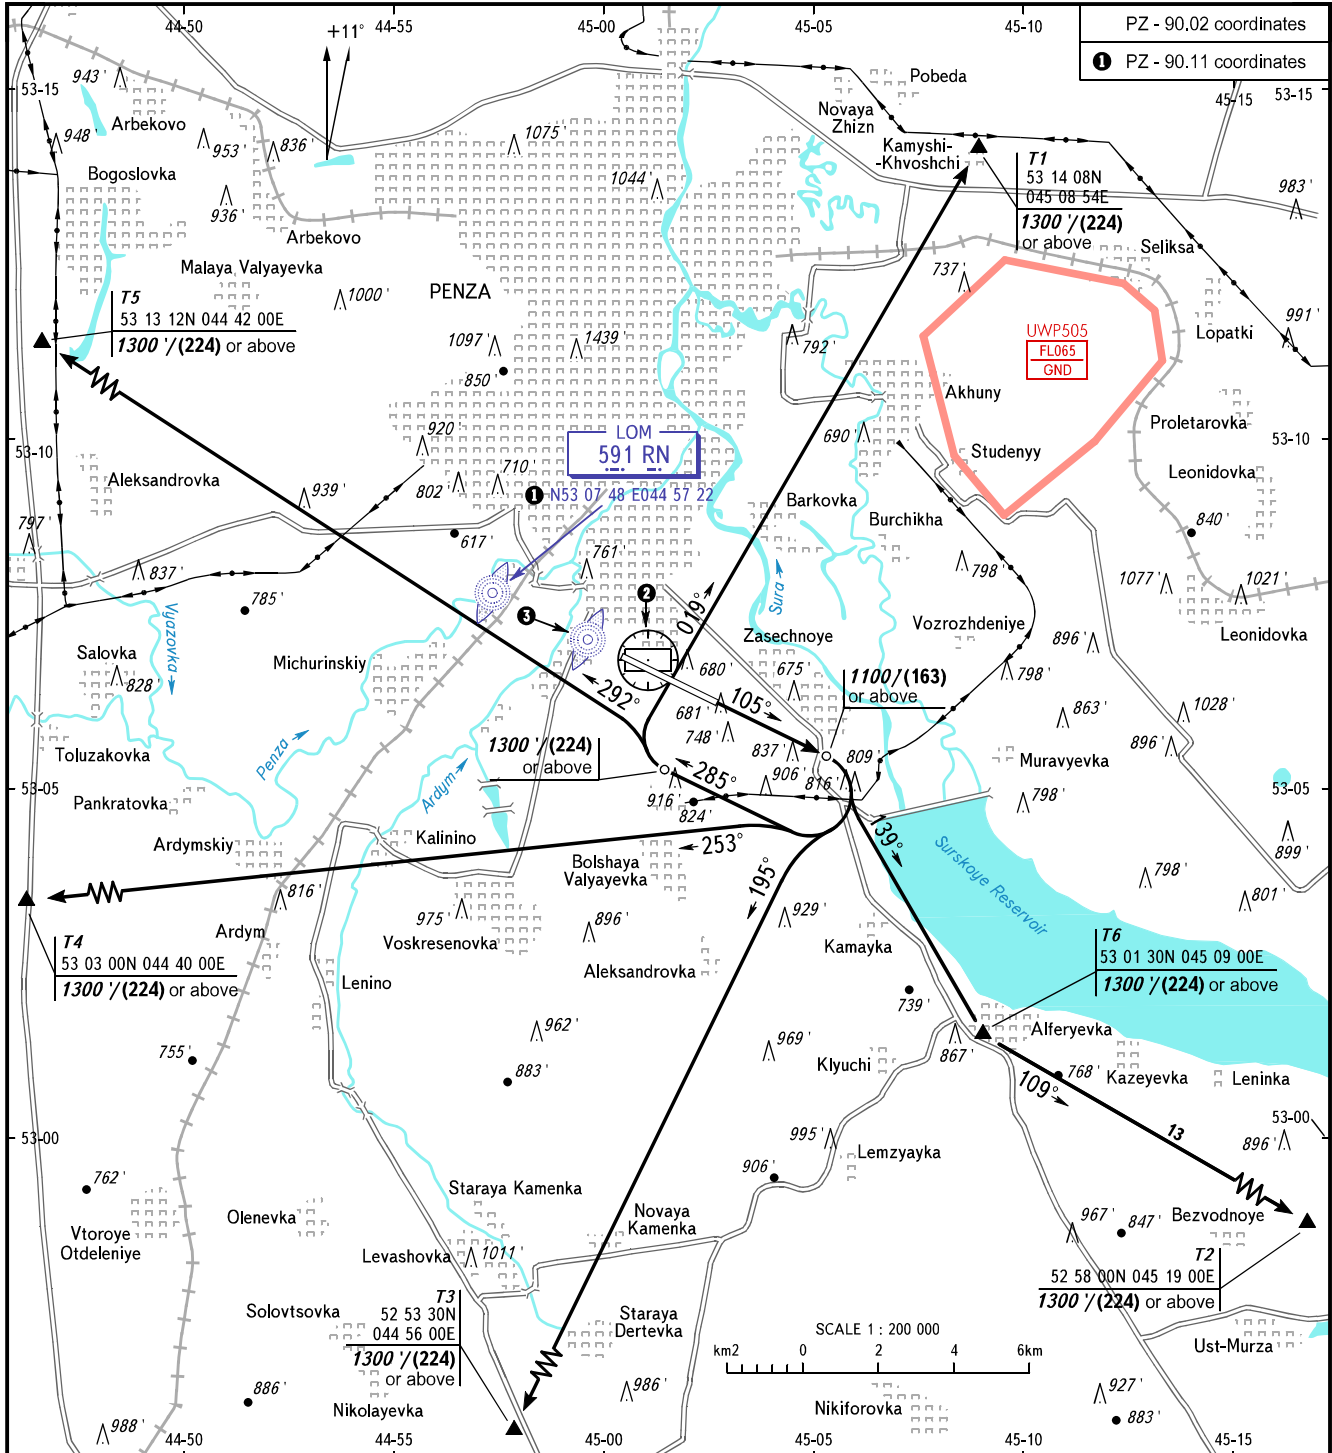 44-50
44-55
45-00
45-05
45-10
PZ - 90.02 coordinates
❶ PZ - 90.11 coordinates
+11°
943'
53-15
Arbekovo
948'
953'
836'
1075'
Pobeda
Novaya
Zhizn
Kamyshi-
-Khvoshchi
45-15
53-15
Bogoslovka
936'
Arbekovo
1044'
T1
53 14 08N
045 08 54E
1300 '/(224)
or above
983'
Seliksa
Malaya Valyayevka
1000'
PENZA
737'
T5
53 13 12N 044 42 00E
1300 '/(224) or above
1097'
1439'
850'
792'
UWP505
FL065
GND
991'
Lopatki
Akhuny
Proletarovka
920'
53-10
LOM
591 RN
N53 07 48 E044 57 22
690'
Studenyy
53-10
Aleksandrovka
939'
802'
710'
❶
Leonidovka
Barkovka
Burchikha
797'
617'
840'
837'
761'
798'
1077'
1021'
785'
❷
❸
Vyazovka
Sura
019°
Zasechnoye
Vozrozhdeniye
896'
Leonidovka
Salovka
828'
Michurinskiy
680'
675'
1100/(163)
or above
798'
292°
105°
681'
748'
863'
1028'
Toluzakovka
Penza
1300 '/(224)
or above
837'
809'
896'
Muravyevka
285°
906'
816'
53-05
Pankratovka
Ardym
916'
824'
798'
53-05
Ardymskiy
Kalinino
253°
139°
899'
Bolshaya
Valyayevka
195°
Surskoye Reservoir
798'
816'
801'
975'
Voskresenovka
896'
929'
Ardym
Kamayka
T4
53 03 00N 044 40 00E
1300 '/(224) or above
T6
53 01 30N 045 09 00E
1300 '/(224) or above
Lenino
Aleksandrovka
739'
962'
969'
Alferyevka
755'
883'
Klyuchi
867'
768'
Kazeyevka
Leninka
109°
53-00
995'
13
53-00
896'
Lemzyayka
762'
906'
Staraya Kamenka
Vtoroye
Otdeleniye
Olenevka
Novaya
Kamenka
967'
847'
Bezvodnoye
Levashovka
1011'
T2
52 58 00N 045 19 00E
1300 '/(224) or above
T3
52 53 30N
044 56 00E
1300 '/(224)
or above
Solovtsovka
Staraya
Dertevka
SCALE 1 : 200 000
km2 0 2 4 6km
Ust-Murza
886'
986'
927'
Nikolayevka
Nikiforovka
883'
988'
44-50
44-55
45-00
45-05
45-10
45-15